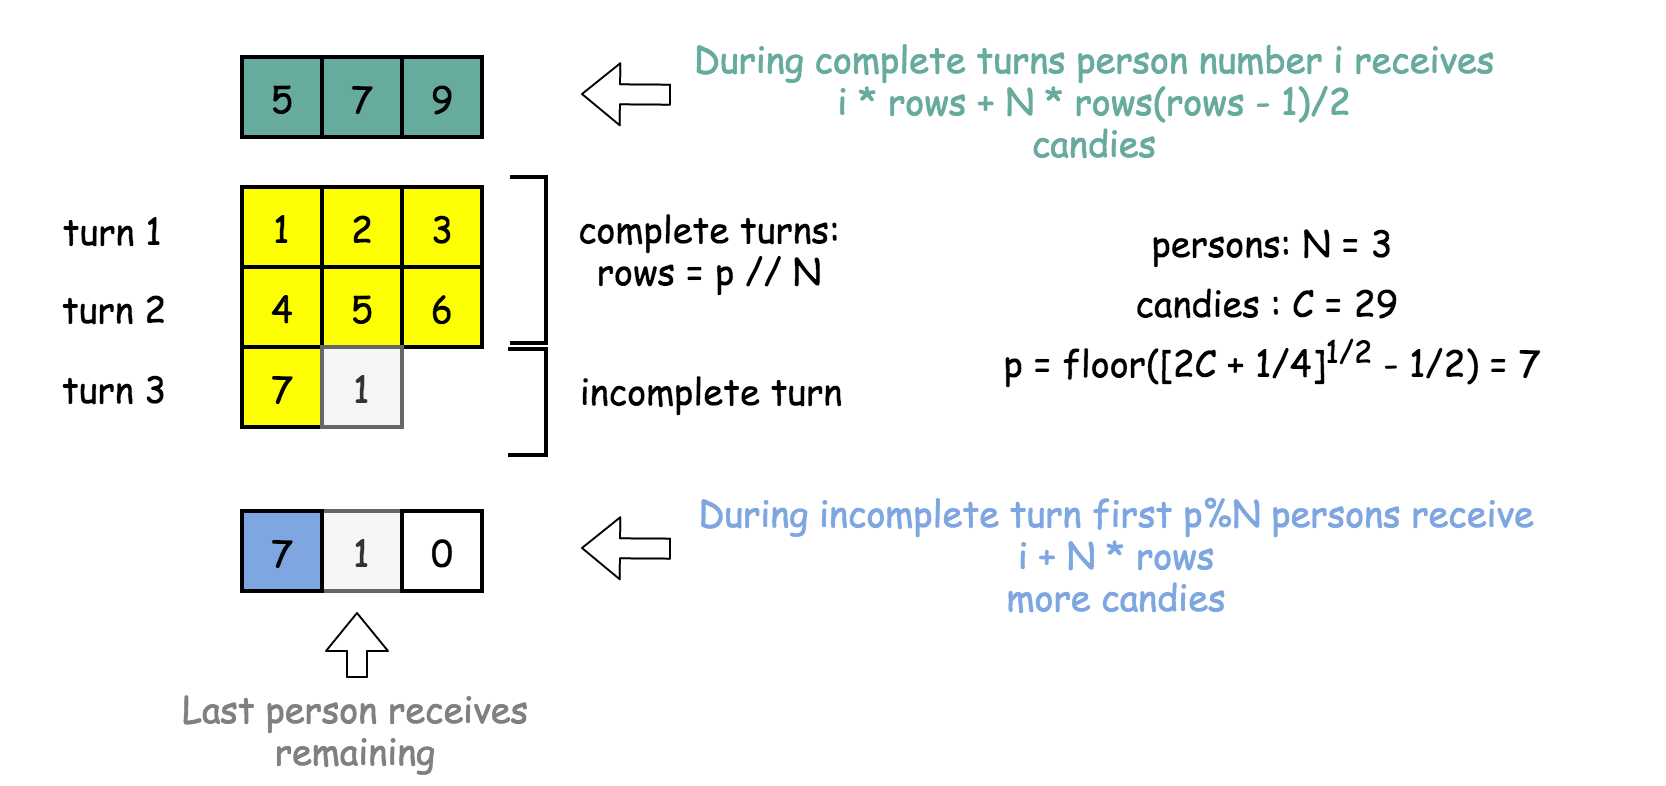 5 7 9
During complete turns person number i receives
i * rows + N * rows(rows - 1)/2
candies
turn 1
1 2 3
turn 2
4 5 6
turn 3
7 1
complete turns:
rows = p // N
incomplete turn
persons: N = 3
candies : C = 29
p = floor([2C + 1/4]^1/2 - 1/2) = 7
7 1 0
During incomplete turn first p%N persons receive
i + N * rows
more candies
Last person receives
remaining